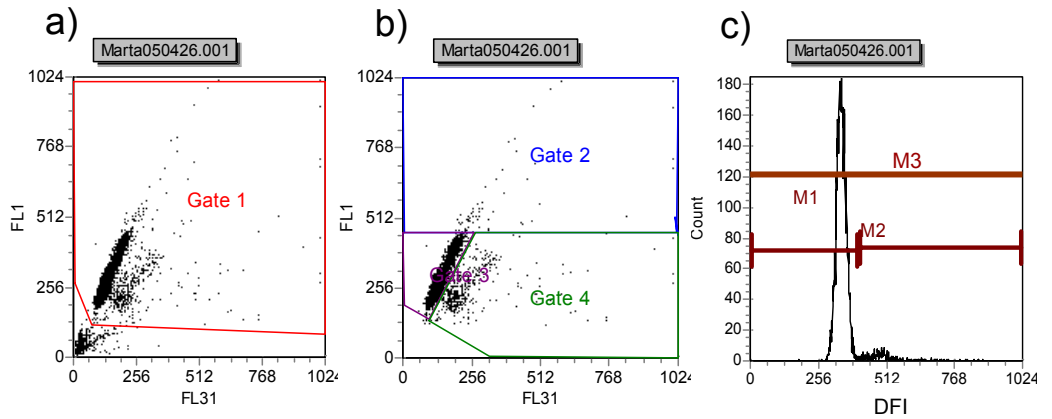 a)
Marta050426.001
1024
768
512
256
0
FL1
Gate 1
0 256 512 768 1024
FL31
b)
Marta050426.001
1024
768
512
256
0
FL1
Gate 2
Gate 3
Gate 4
0 256 512 768 1024
FL31
c)
Marta050426.001
180
160
140
120
100
80
60
40
20
0
Count
M3
M1
M2
0 256 512 768 1024
DFI